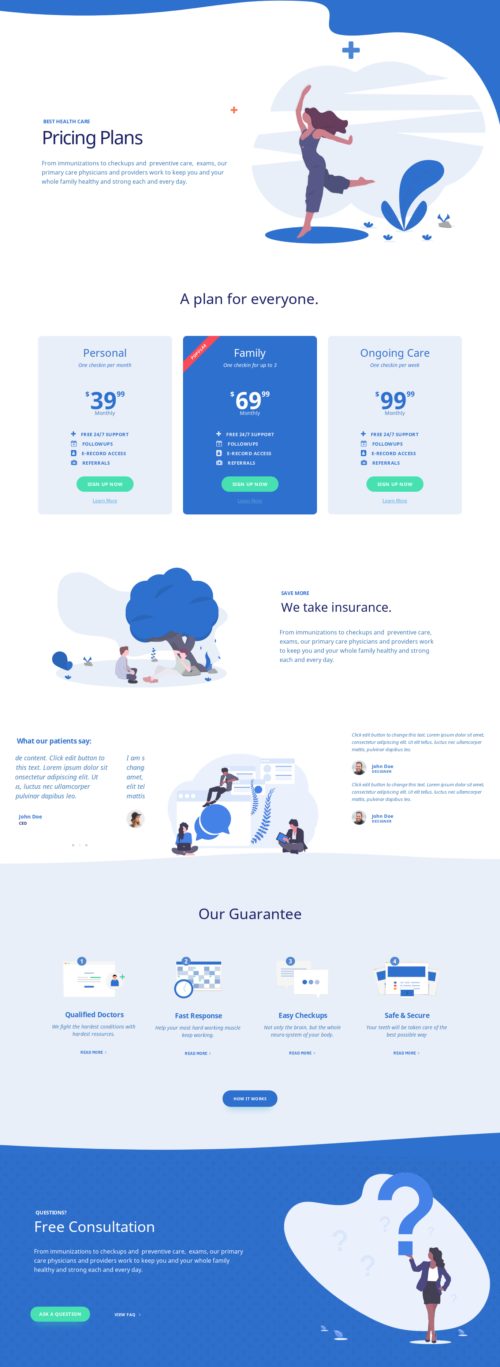 BEST HEALTH CARE
Pricing Plans
From immunizations to checkups and preventive care, exams, our
primary care physicians and providers work to keep you and your
whole family healthy and strong each and every day.
A plan for everyone.
Personal
One checkin per month
$39.99
Monthly
FREE 24/7 SUPPORT
FOLLOWUPS
E-RECORD ACCESS
REFERRALS
SIGN UP NOW
Learn More
POPULAR
Family
One checkin for up to 3
$69.99
Monthly
FREE 24/7 SUPPORT
FOLLOWUPS
E-RECORD ACCESS
REFERRALS
SIGN UP NOW
Learn More
Ongoing Care
One checkin per week
$99.99
Monthly
FREE 24/7 SUPPORT
FOLLOWUPS
E-RECORD ACCESS
REFERRALS
SIGN UP NOW
Learn More
SAVE MORE
We take insurance.
From immunizations to checkups and preventive care,
exams, our primary care physicians and providers work
to keep you and your whole family healthy and strong
each and every day.
What our patients say:
de content. Click edit button to
this text. Lorem ipsum dolor sit
onsectetur adipiscing elit. Ut
s, luctus nec ullamcorper
pulvinar dapibus leo.
John Doe
CEO
I am s
chang
amet,
elit tel
mattis
Click edit button to change this text. Lorem ipsum dolor sit amet,
consectetur adipiscing elit. Ut elit tellus, luctus nec ullamcorper
mattis, pulvinar dapibus leo.
John Doe
DESIGNER
Click edit button to change this text. Lorem ipsum dolor sit amet,
consectetur adipiscing elit. Ut elit tellus, luctus nec ullamcorper
mattis, pulvinar dapibus leo.
John Doe
DESIGNER
Our Guarantee
1
Qualified Doctors
We fight the hardest conditions with
hardest resources.
READ MORE
2
Fast Response
Help your most hard working muscle
keep working.
READ MORE
3
Easy Checkups
Not only the brain, but the whole
neuro-system of your body.
READ MORE
4
Safe & Secure
Your teeth will be taken care of the
best possible way
READ MORE
HOW IT WORKS
QUESTIONS?
Free Consultation
From immunizations to checkups and preventive care, exams, our primary
care physicians and providers work to keep you and your whole family
healthy and strong each and every day.
ASK A QUESTION
VIEW FAQ
?